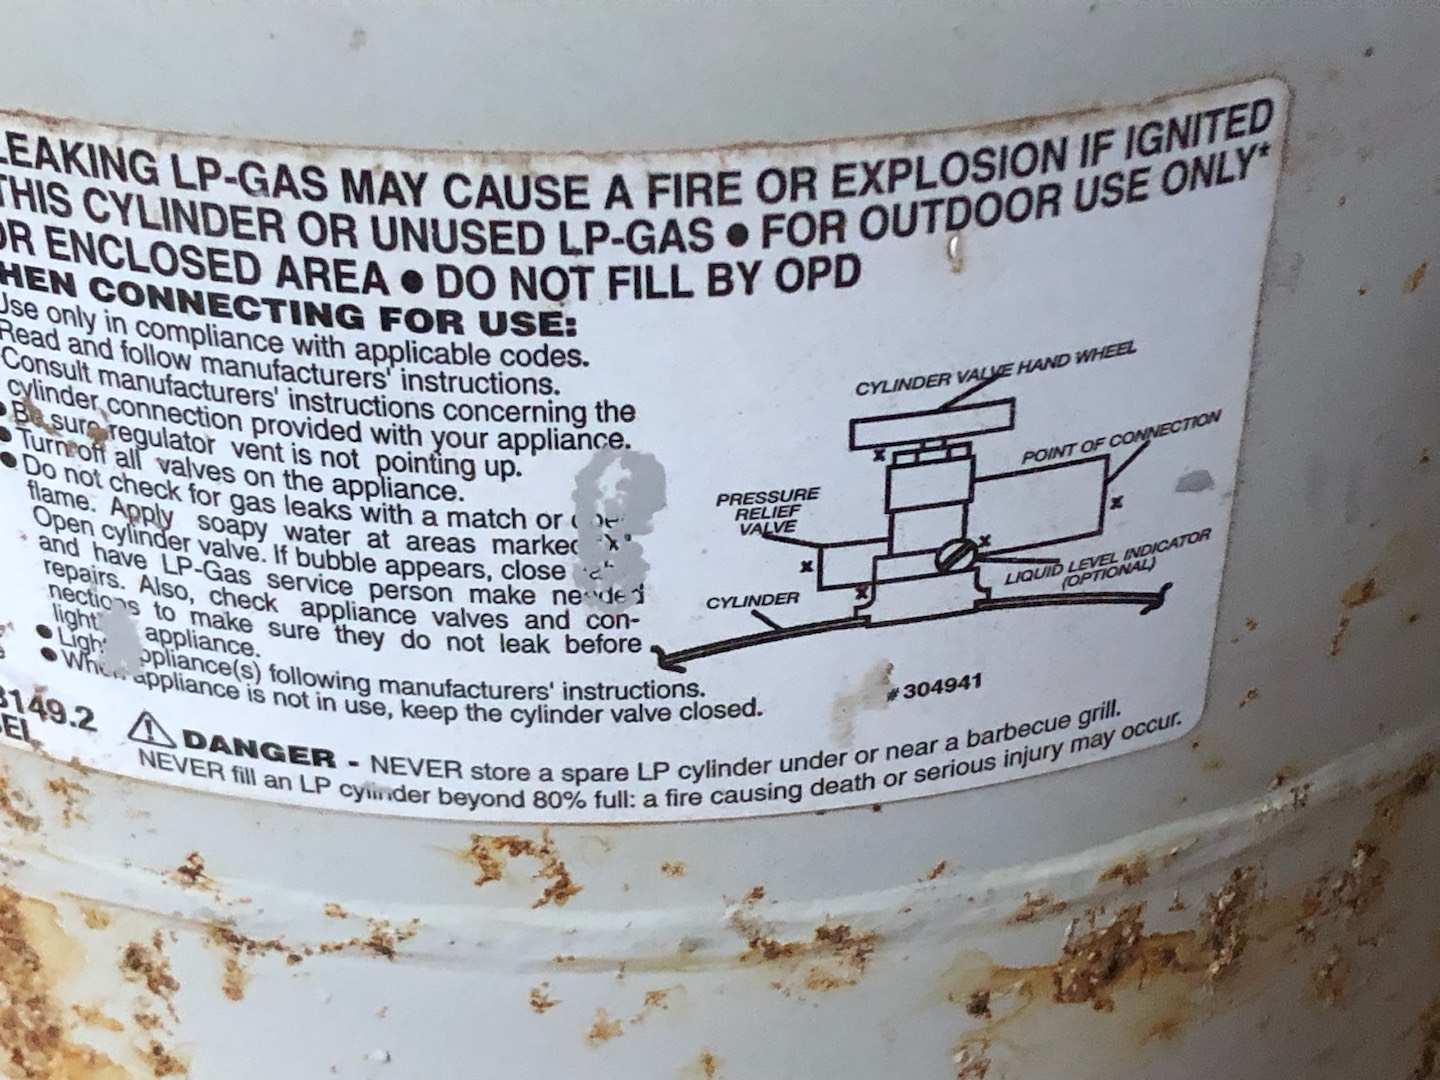 LEAKING LP-GAS MAY CAUSE A FIRE OR EXPLOSION IF IGNITED
THIS CYLINDER OR UNUSED LP-GAS • FOR OUTDOOR USE ONLY*
OR ENCLOSED AREA • DO NOT FILL BY OPD
HEN CONNECTING FOR USE:
Use only in compliance with applicable codes.
Read and follow manufacturers' instructions.
Consult manufacturers' instructions concerning the
cylinder connection provided with your appliance.
• Be sure regulator vent is not pointing up.
• Turn off all valves on the appliance.
• Do not check for gas leaks with a match or
flame. Apply soapy water at areas marked "x"
Open cylinder valve. If bubble appears, close
and have LP-Gas service person make needed
repairs. Also, check appliance valves and con-
nections to make sure they do not leak before
light appliance.
• Light appliance(s) following manufacturers' instructions.
• When appliance is not in use, keep the cylinder valve closed.
CYLINDER VALVE HAND WHEEL
x
POINT OF CONNECTION
x
PRESSURE
RELIEF
VALVE
x
x
x
LIQUID LEVEL INDICATOR
(OPTIONAL)
CYLINDER
# 304941
B149.2
⚠ DANGER - NEVER store a spare LP cylinder under or near a barbecue grill.
NEVER fill an LP cylinder beyond 80% full: a fire causing death or serious injury may occur.